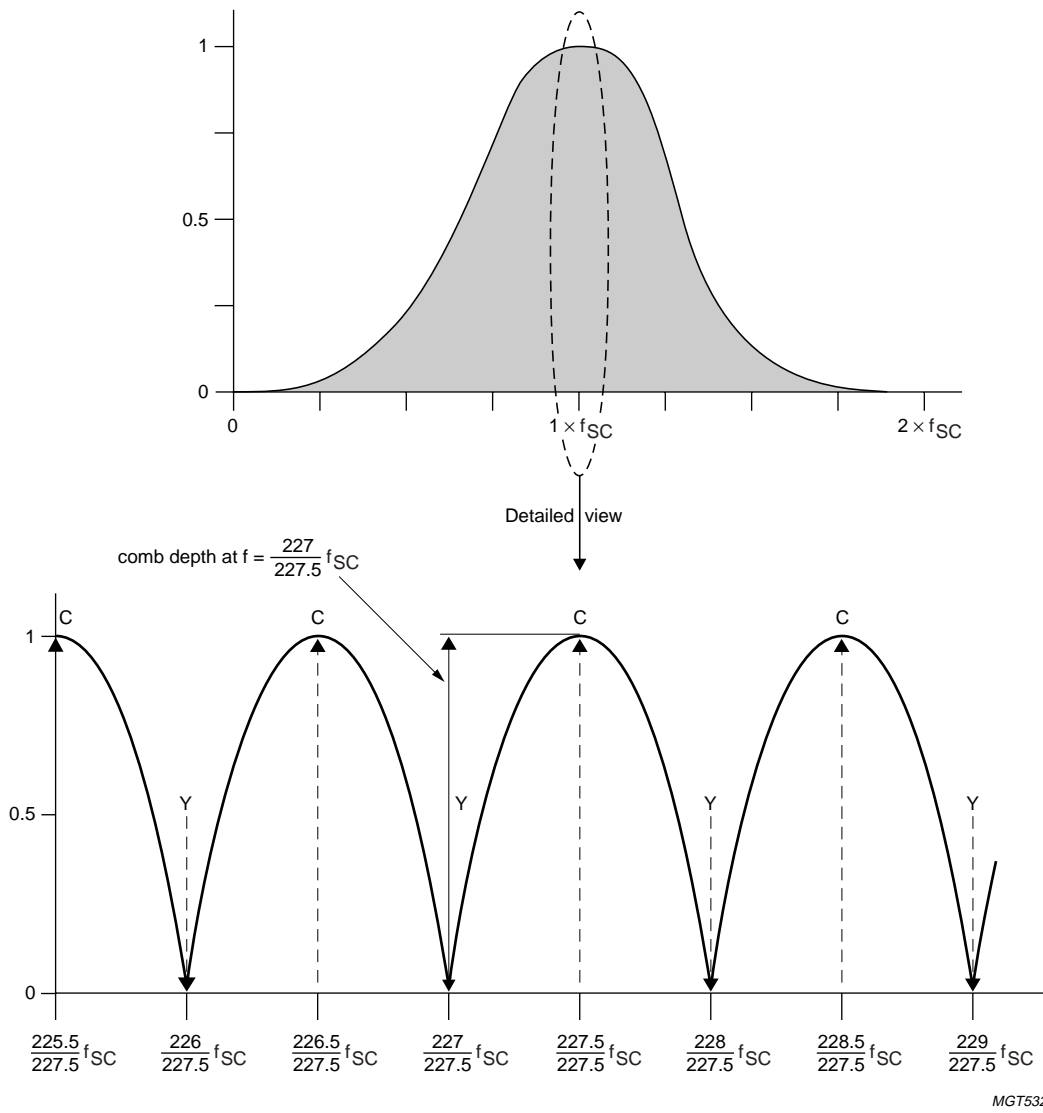 1
0.5
0
0
1 × fSC
2 × fSC
Detailed view
comb depth at f = 227/227.5 fSC
C
C
C
C
1
Y
Y
Y
Y
0.5
0
225.5/227.5 fSC
226/227.5 fSC
226.5/227.5 fSC
227/227.5 fSC
227.5/227.5 fSC
228/227.5 fSC
228.5/227.5 fSC
229/227.5 fSC
MGT532